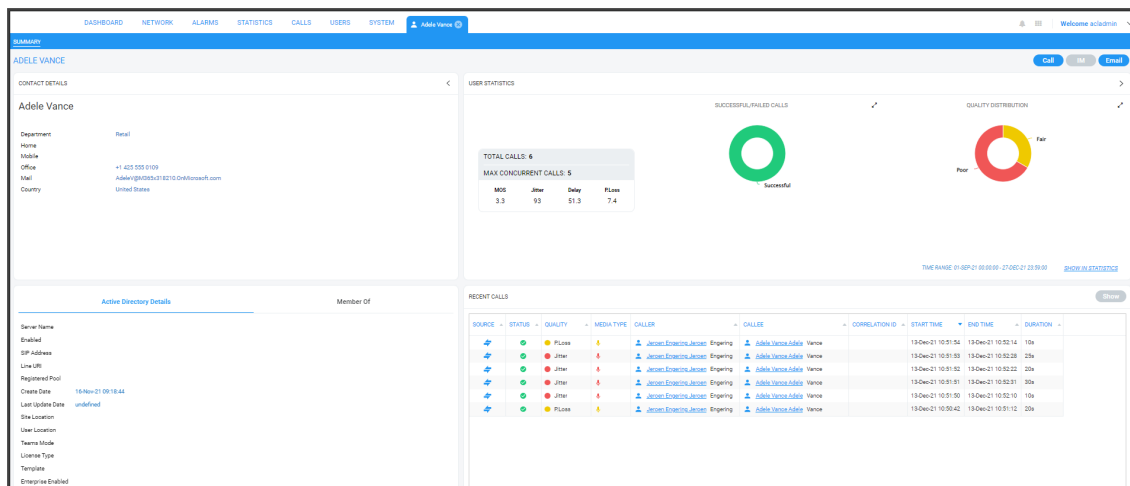 DASHBOARD NETWORK ALARMS STATISTICS CALLS USERS SYSTEM Adele Vance Welcome acladmin
SUMMARY
ADELE VANCE Call IM Email
CONTACT DETAILS
Adele Vance
Department Retail
Home
Mobile
Office +1 425 555 0109
Mail AdeleV@M365x318210.OnMicrosoft.com
Country United States
USER STATISTICS
TOTAL CALLS: 6
MAX CONCURRENT CALLS: 5
MOS Jitter Delay P.Loss
3.3 93 51.3 7.4
SUCCESSFUL/FAILED CALLS
Successful
QUALITY DISTRIBUTION
Fair
Poor
TIME RANGE: 01-SEP-21 00:00:00 - 27-DEC-21 23:59:00 SHOW IN STATISTICS
Active Directory Details Member Of
Server Name
Enabled
SIP Address
Line URI
Registered Pool
Create Date 16-Nov-21 09:18:44
Last Update Date undefined
Site Location
User Location
Teams Mode
License Type
Template
Enterprise Enabled
RECENT CALLS Show
SOURCE STATUS QUALITY MEDIA TYPE CALLER CALLEE CORRELATION ID START TIME END TIME DURATION
P.Loss Jeroen Engering Jeroen Engering Adele Vance Adele Vance 13-Dec-21 10:51:54 13-Dec-21 10:52:14 10s
Jitter Jeroen Engering Jeroen Engering Adele Vance Adele Vance 13-Dec-21 10:51:53 13-Dec-21 10:52:28 25s
Jitter Jeroen Engering Jeroen Engering Adele Vance Adele Vance 13-Dec-21 10:51:52 13-Dec-21 10:52:22 20s
Jitter Jeroen Engering Jeroen Engering Adele Vance Adele Vance 13-Dec-21 10:51:51 13-Dec-21 10:52:31 30s
Jitter Jeroen Engering Jeroen Engering Adele Vance Adele Vance 13-Dec-21 10:51:50 13-Dec-21 10:52:10 10s
P.Loss Jeroen Engering Jeroen Engering Adele Vance Adele Vance 13-Dec-21 10:50:42 13-Dec-21 10:51:12 20s